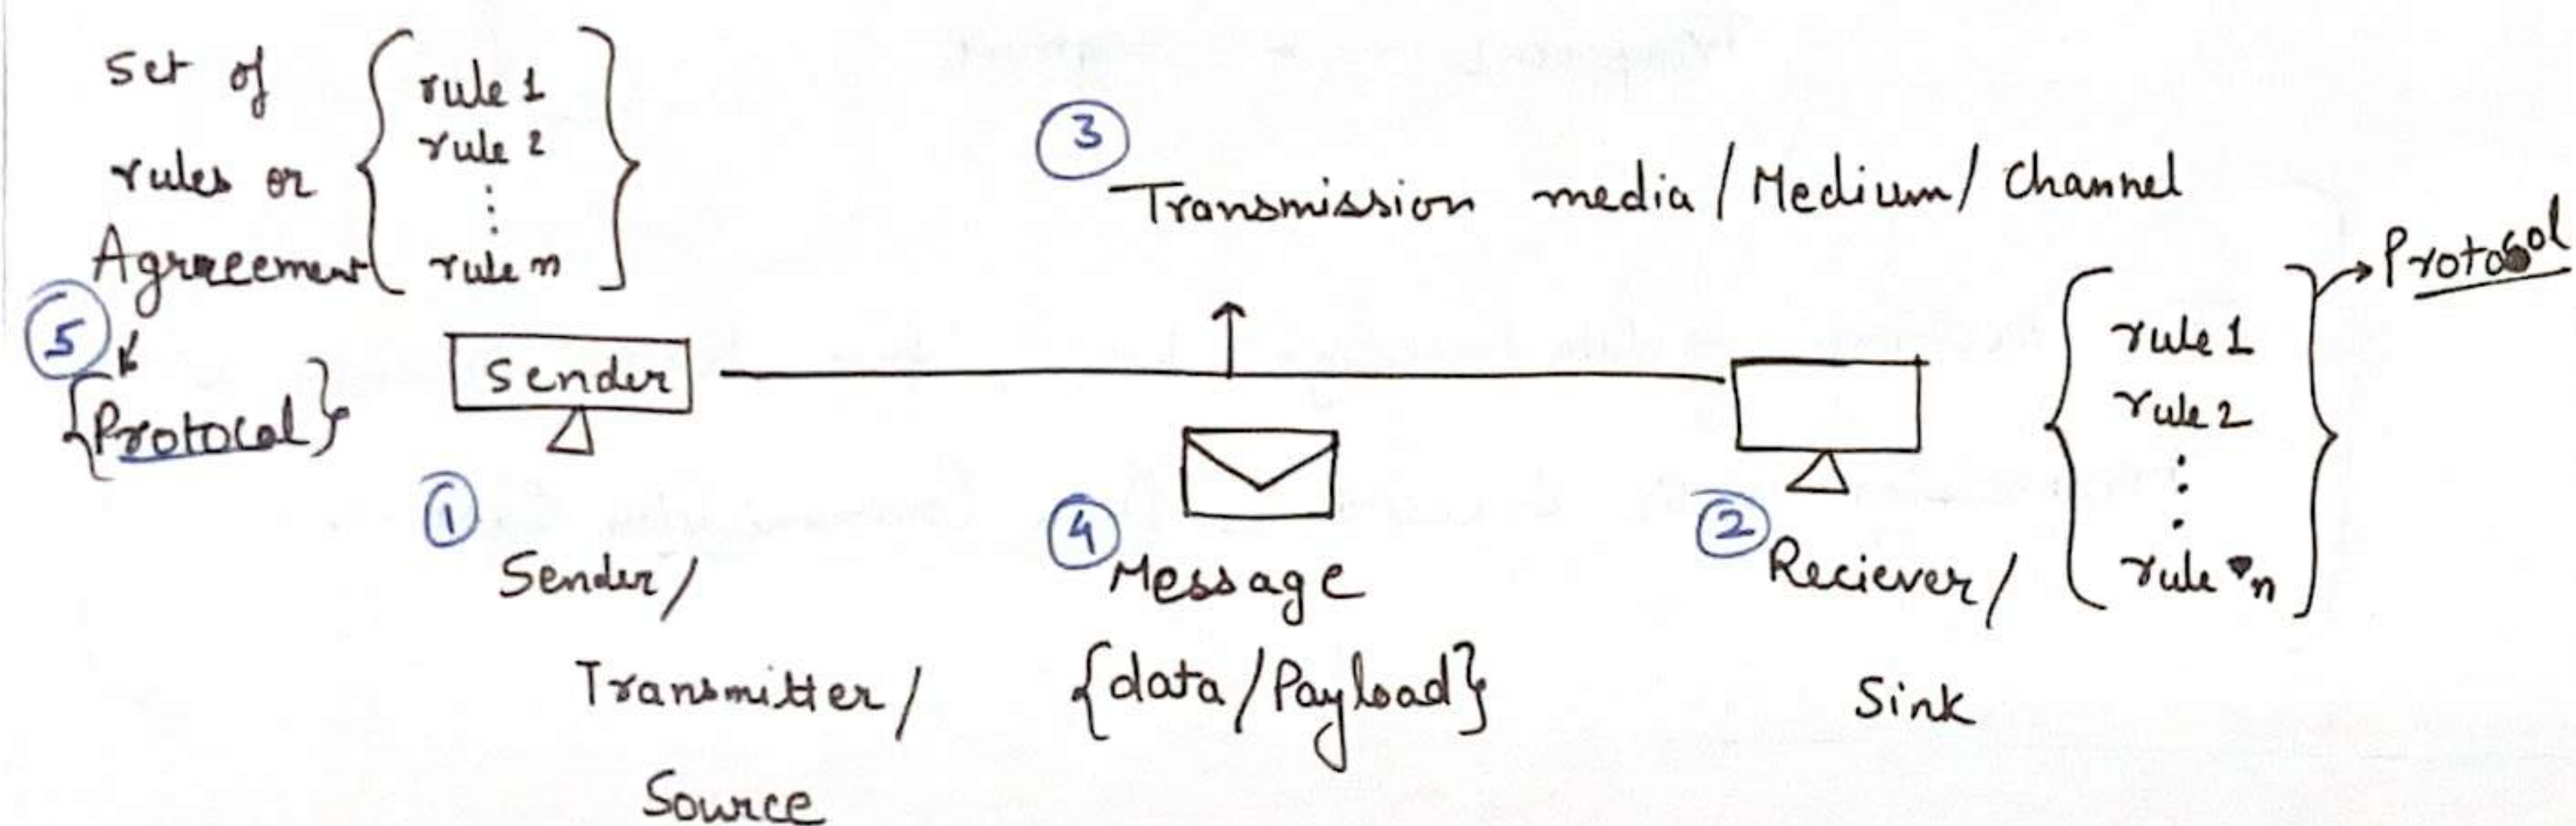 Set of
rules or
Agreement
{ rule 1
rule 2
⋮
rule n }
5
{Protocal}
Sender
1
Sender/
Transmitter/
Source
3
Transmission media / Medium / Channel
4
Message
{data/Payload}
2
Reciever/
Sink
{ rule 1
rule 2
⋮
rule n }
→ Protocol